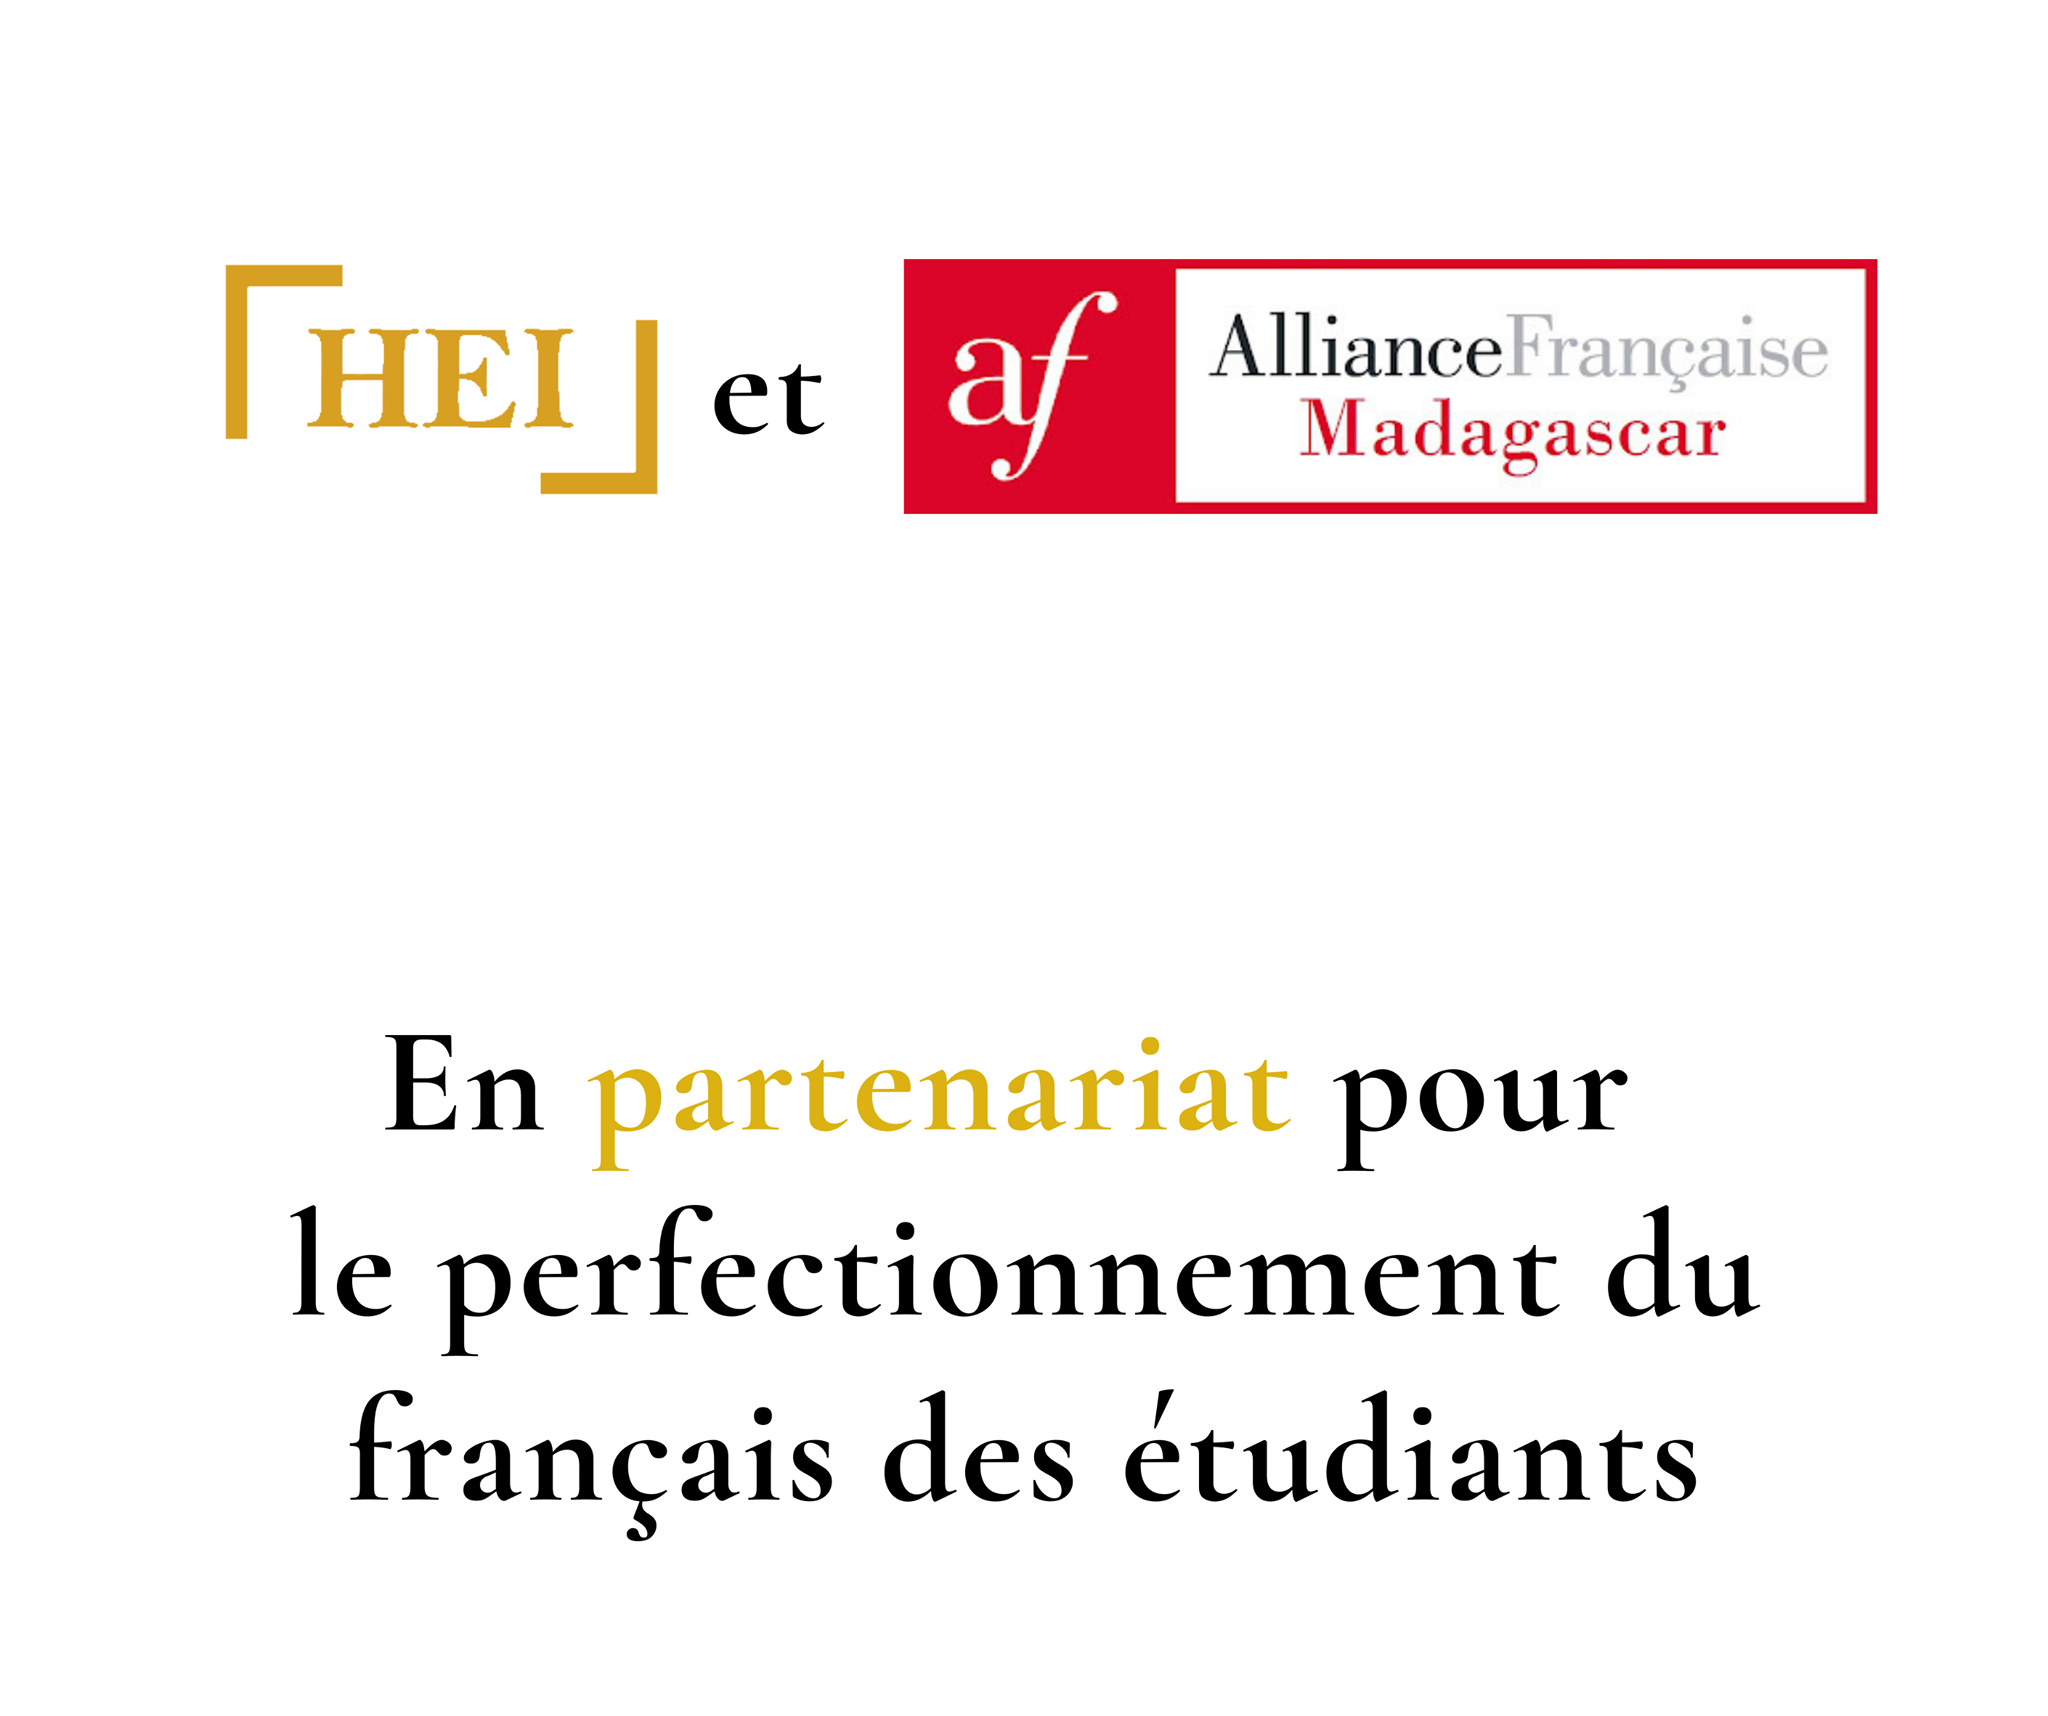 HEI et af AllianceFrançaise
Madagascar
En partenariat pour
le perfectionnement du
français des étudiants